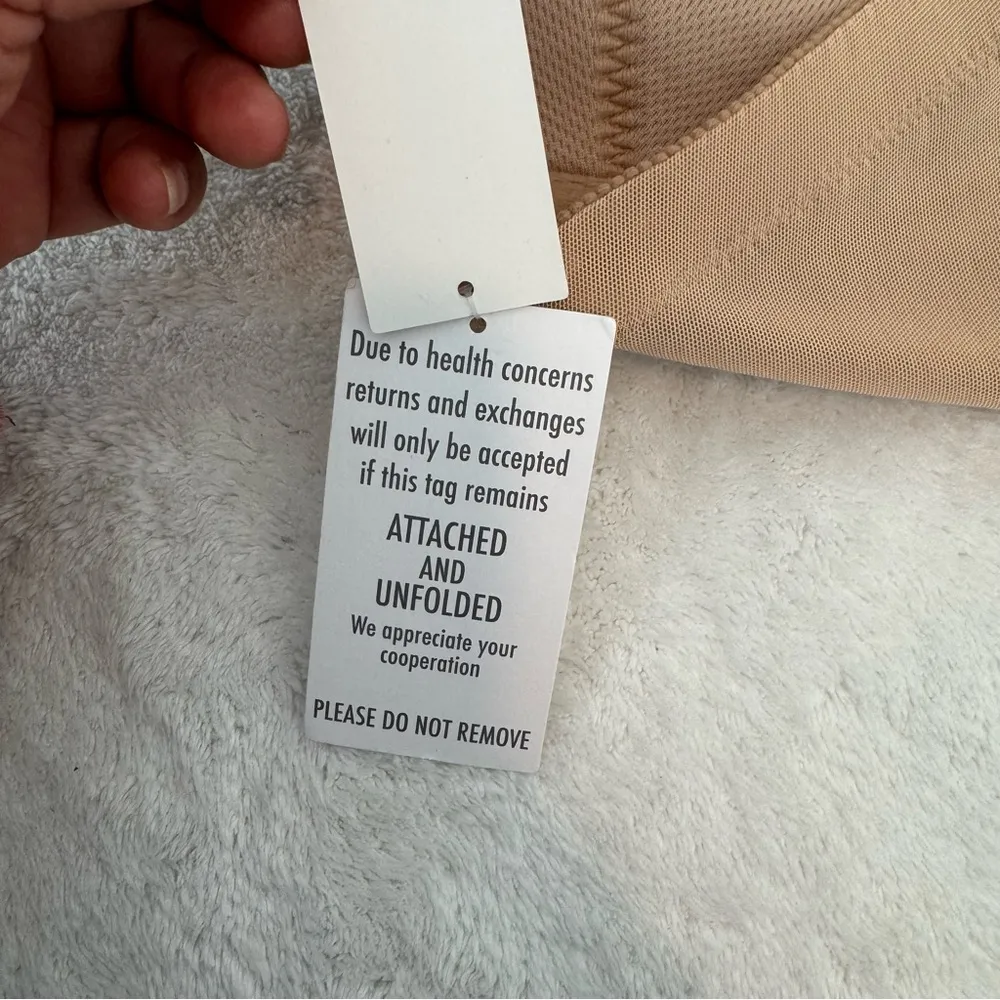 Due to health concerns
returns and exchanges
will only be accepted
if this tag remains
ATTACHED
AND
UNFOLDED
We appreciate your
cooperation
PLEASE DO NOT REMOVE